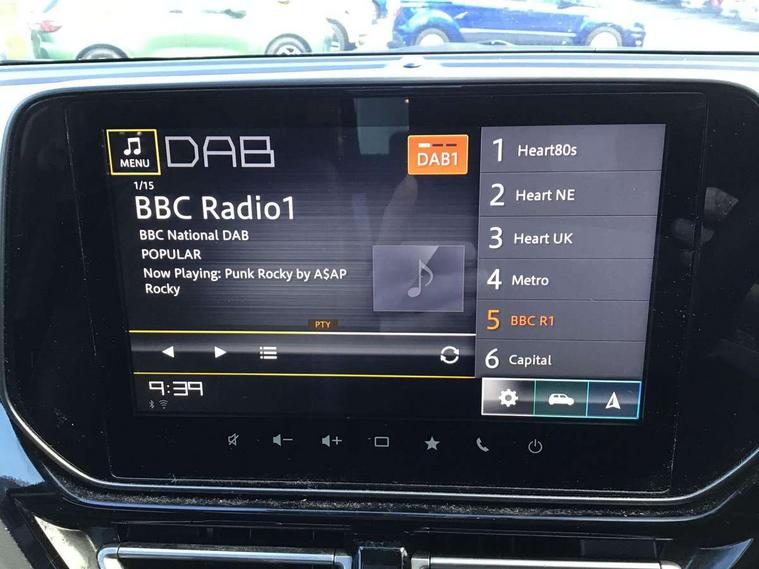 MENU
DAB
DAB1
1/15
BBC Radio1
BBC National DAB
POPULAR
Now Playing: Punk Rocky by A$AP
Rocky
PTY
9:39
1 Heart80s
2 Heart NE
3 Heart UK
4 Metro
5 BBC R1
6 Capital